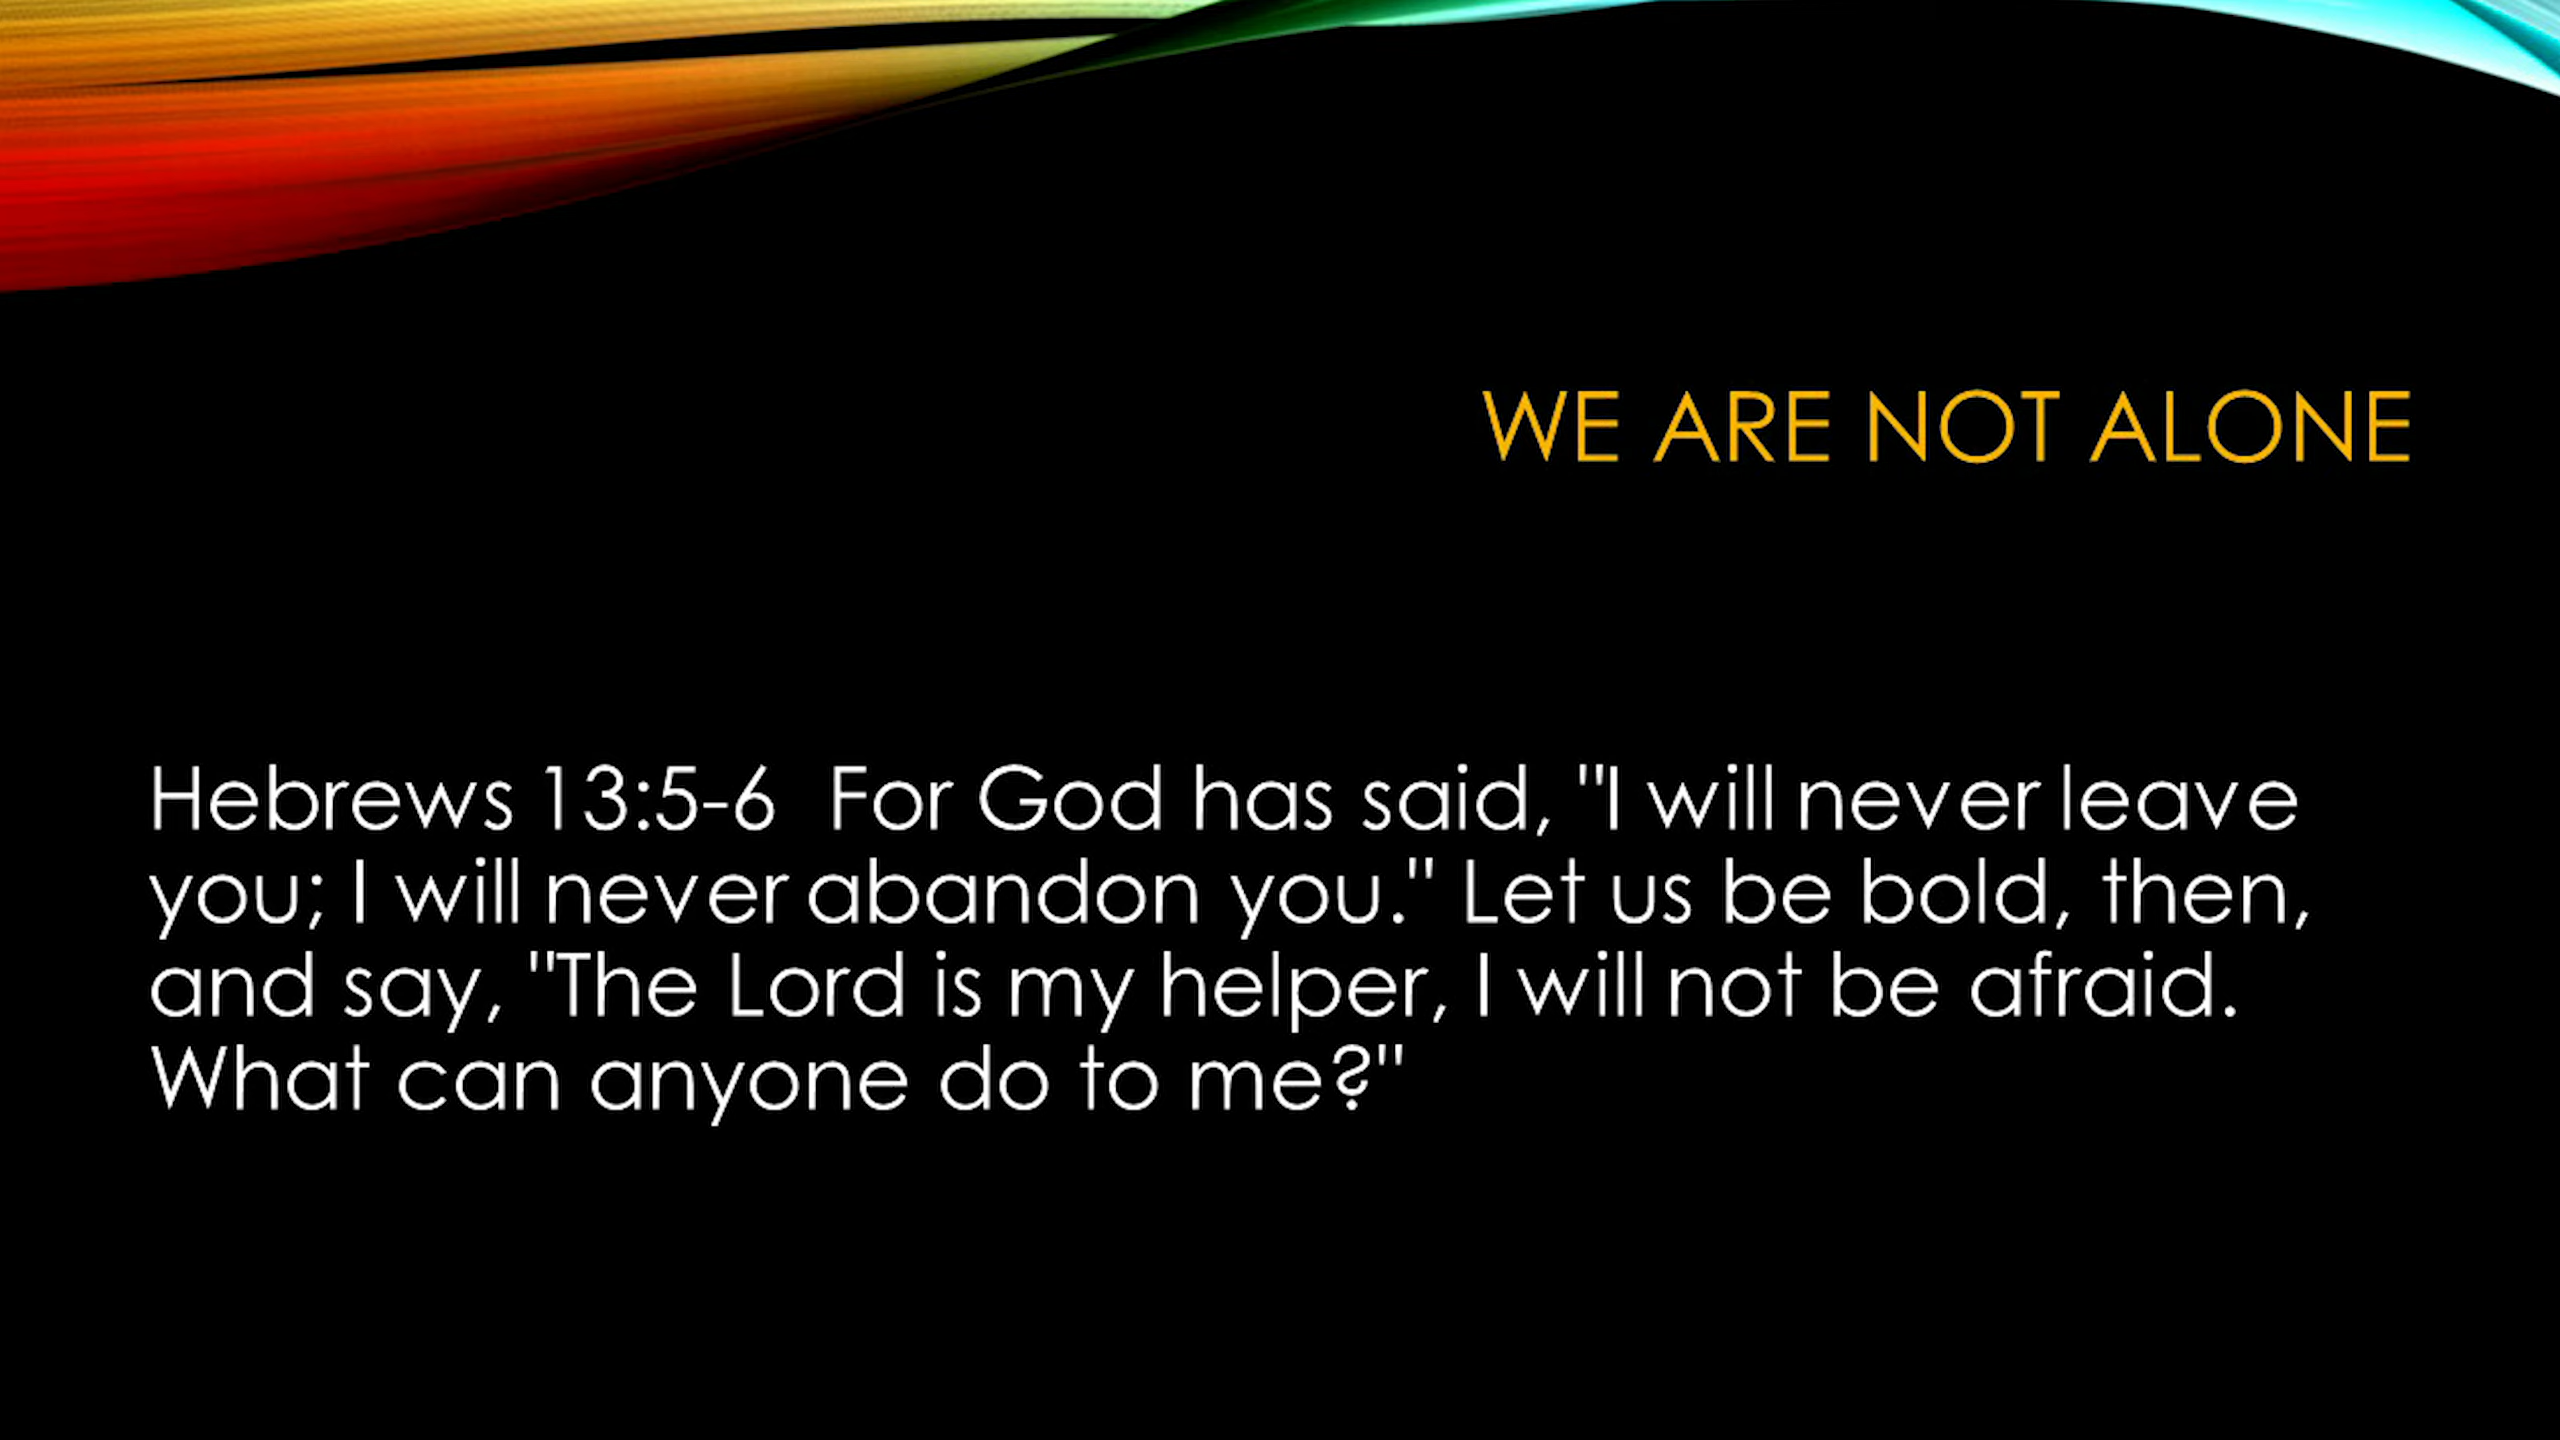 WE ARE NOT ALONE
Hebrews 13:5-6  For God has said, "I will never leave
you; I will never abandon you." Let us be bold, then,
and say, "The Lord is my helper, I will not be afraid.
What can anyone do to me?"